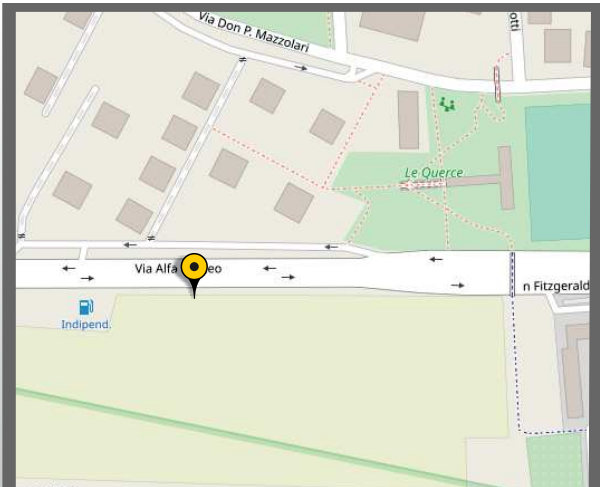 Via Don P. Mazzolari
otti
Le Querce
Via Alfa
eo
n Fitzgerald
Indipend.